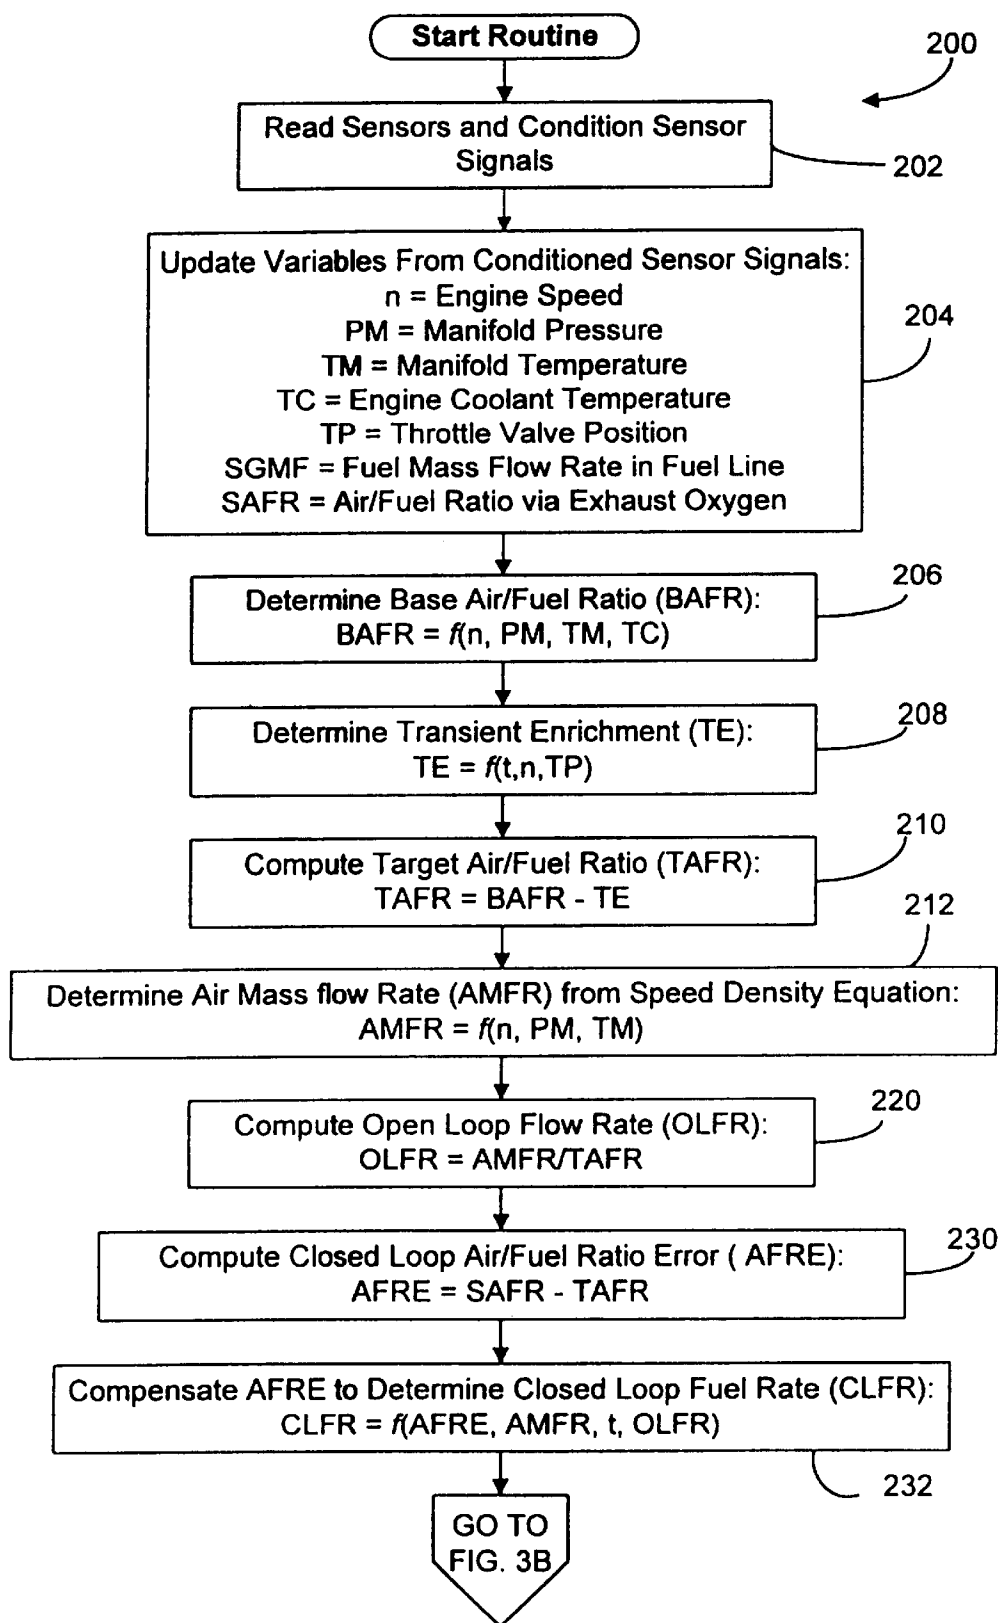 Start Routine
200
Read Sensors and Condition Sensor
Signals
202
Update Variables From Conditioned Sensor Signals:
n = Engine Speed
PM = Manifold Pressure
TM = Manifold Temperature
TC = Engine Coolant Temperature
TP = Throttle Valve Position
SGMF = Fuel Mass Flow Rate in Fuel Line
SAFR = Air/Fuel Ratio via Exhaust Oxygen
204
Determine Base Air/Fuel Ratio (BAFR):
BAFR = f(n, PM, TM, TC)
206
Determine Transient Enrichment (TE):
TE = f(t,n,TP)
208
Compute Target Air/Fuel Ratio (TAFR):
TAFR = BAFR - TE
210
Determine Air Mass flow Rate (AMFR) from Speed Density Equation:
AMFR = f(n, PM, TM)
212
Compute Open Loop Flow Rate (OLFR):
OLFR = AMFR/TAFR
220
Compute Closed Loop Air/Fuel Ratio Error ( AFRE):
AFRE = SAFR - TAFR
230
Compensate AFRE to Determine Closed Loop Fuel Rate (CLFR):
CLFR = f(AFRE, AMFR, t, OLFR)
232
GO TO
FIG. 3B